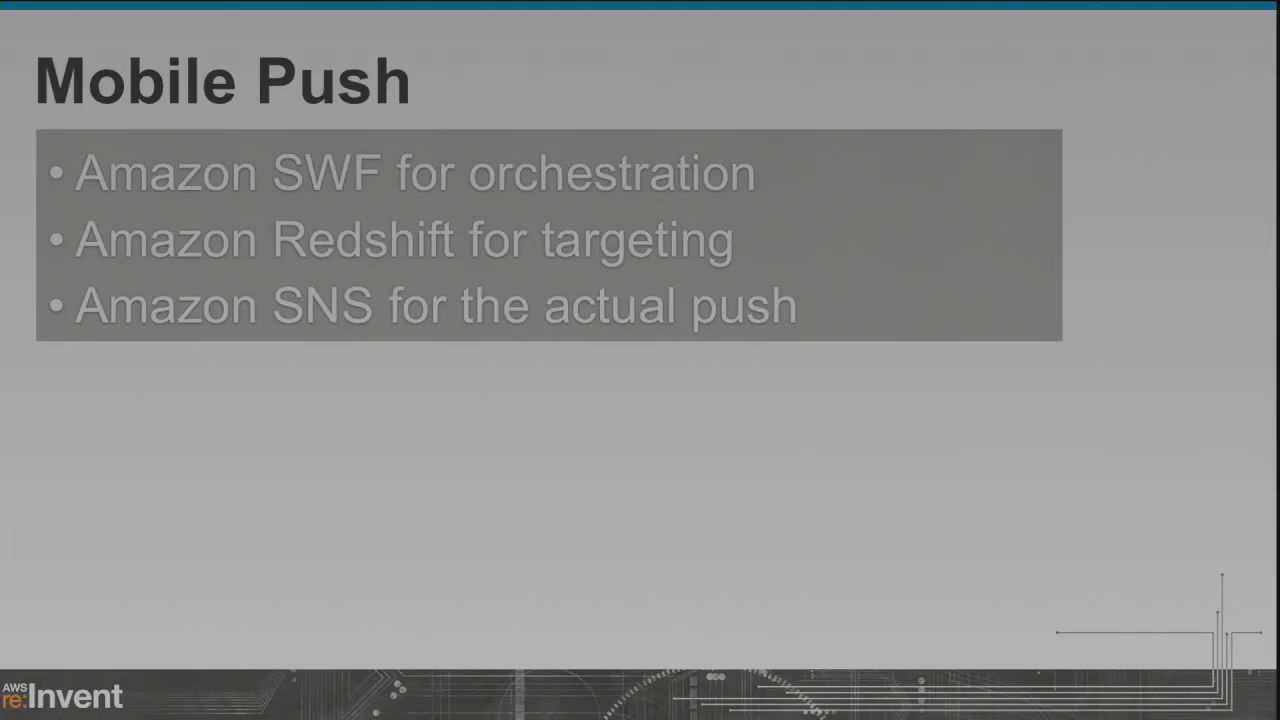 Mobile Push
• Amazon SWF for orchestration
• Amazon Redshift for targeting
• Amazon SNS for the actual push
AWS
re:Invent